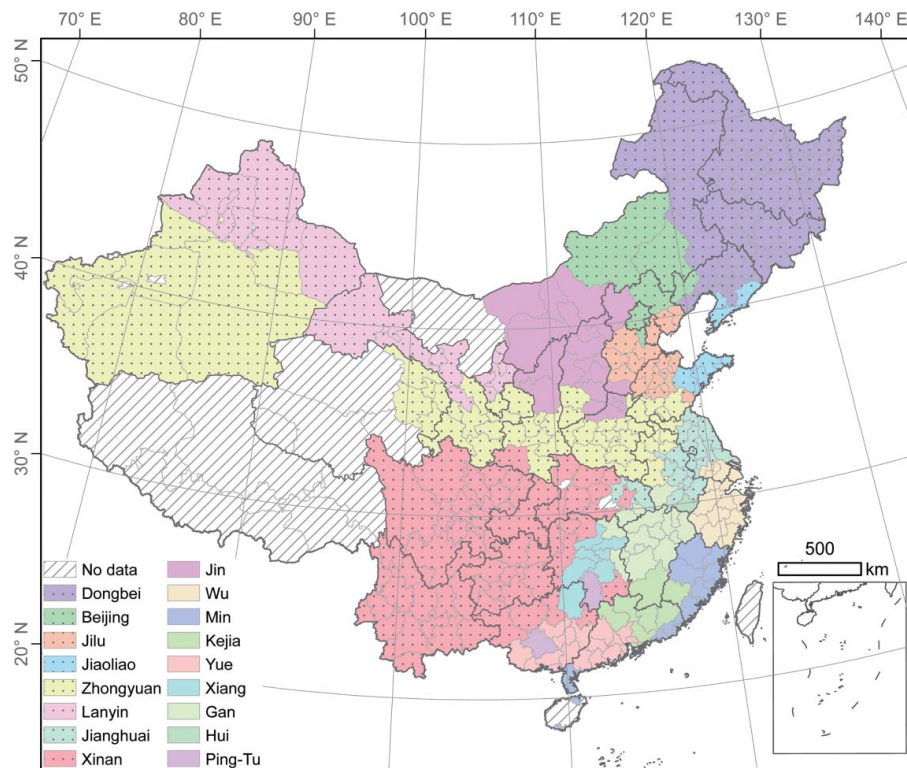 70° E 80° E 90° E 100° E 110° E 120° E 130° E 140° E
50° N
40° N
30° N
20° N
500
km
No data
Dongbei
Beijing
Jilu
Jiaoliao
Zhongyuan
Lanyin
Jianghuai
Xinan
Jin
Wu
Min
Kejia
Yue
Xiang
Gan
Hui
Ping-Tu